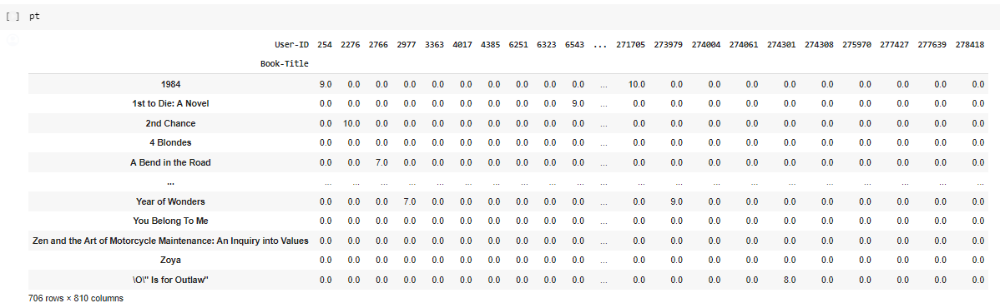 [ ] pt
User-ID 254 2276 2766 2977 3363 4017 4385 6251 6323 6543 ... 271705 273979 274004 274061 274301 274308 275970 277427 277639 278418
Book-Title
1984 9.0 0.0 0.0 0.0 0.0 0.0 0.0 0.0 0.0 0.0 ... 10.0 0.0 0.0 0.0 0.0 0.0 0.0 0.0 0.0 0.0
1st to Die: A Novel 0.0 0.0 0.0 0.0 0.0 0.0 0.0 0.0 0.0 9.0 ... 0.0 0.0 0.0 0.0 0.0 0.0 0.0 0.0 0.0 0.0
2nd Chance 0.0 10.0 0.0 0.0 0.0 0.0 0.0 0.0 0.0 0.0 ... 0.0 0.0 0.0 0.0 0.0 0.0 0.0 0.0 0.0 0.0
4 Blondes 0.0 0.0 0.0 0.0 0.0 0.0 0.0 0.0 0.0 0.0 ... 0.0 0.0 0.0 0.0 0.0 0.0 0.0 0.0 0.0 0.0
A Bend in the Road 0.0 0.0 7.0 0.0 0.0 0.0 0.0 0.0 0.0 0.0 ... 0.0 0.0 0.0 0.0 0.0 0.0 0.0 0.0 0.0 0.0
... ... ... ... ... ... ... ... ... ... ... ... ... ... ... ... ... ... ... ... ... ...
Year of Wonders 0.0 0.0 0.0 7.0 0.0 0.0 0.0 0.0 0.0 0.0 ... 0.0 9.0 0.0 0.0 0.0 0.0 0.0 0.0 0.0 0.0
You Belong To Me 0.0 0.0 0.0 0.0 0.0 0.0 0.0 0.0 0.0 0.0 ... 0.0 0.0 0.0 0.0 0.0 0.0 0.0 0.0 0.0 0.0
Zen and the Art of Motorcycle Maintenance: An Inquiry into Values 0.0 0.0 0.0 0.0 0.0 0.0 0.0 0.0 0.0 0.0 ... 0.0 0.0 0.0 0.0 0.0 0.0 0.0 0.0 0.0 0.0
Zoya 0.0 0.0 0.0 0.0 0.0 0.0 0.0 0.0 0.0 0.0 ... 0.0 0.0 0.0 0.0 0.0 0.0 0.0 0.0 0.0 0.0
\O\" Is for Outlaw" 0.0 0.0 0.0 0.0 0.0 0.0 0.0 0.0 0.0 0.0 ... 0.0 0.0 0.0 0.0 8.0 0.0 0.0 0.0 0.0 0.0
706 rows × 810 columns